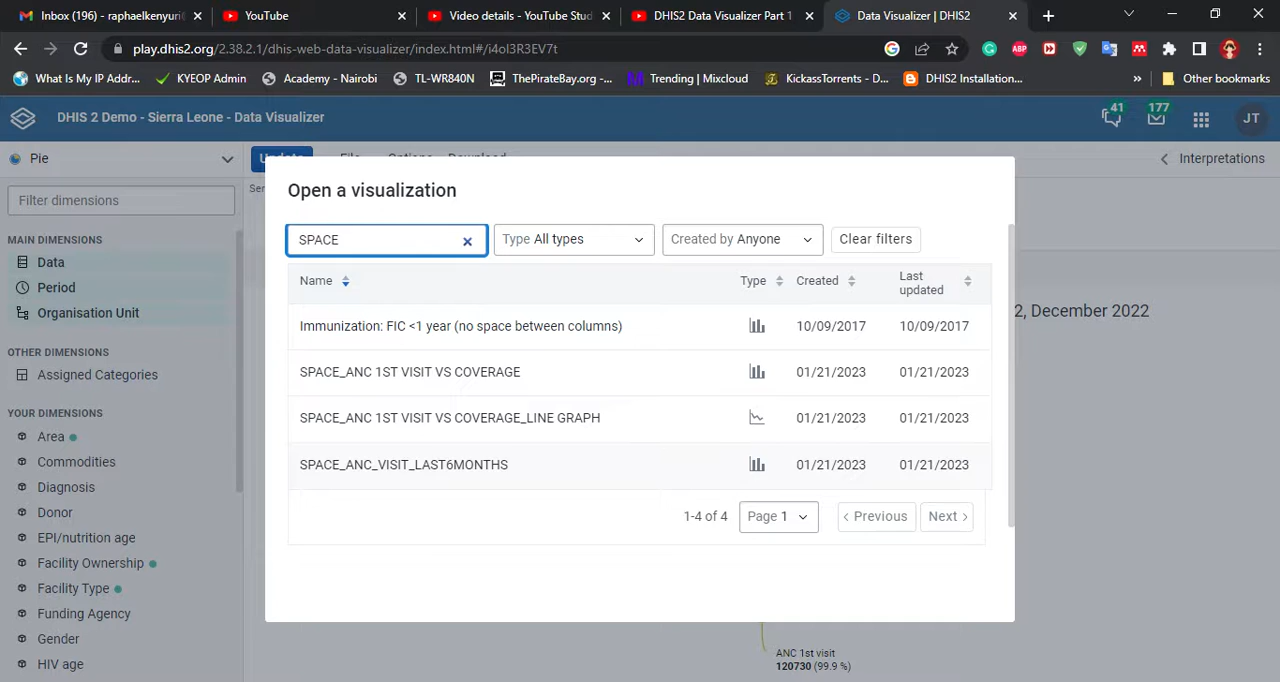 Inbox (196) - raphaelkenyuri@
YouTube
Video details - YouTube Stud
DHIS2 Data Visualizer Part 1
Data Visualizer | DHIS2
play.dhis2.org/2.38.2.1/dhis-web-data-visualizer/index.html#/i4ol3R3EV7t
What Is My IP Addr...
KYEOP Admin
Academy - Nairobi
TL-WR840N
ThePirateBay.org -...
Trending | Mixcloud
KickassTorrents - D...
DHIS2 Installation...
»
Other bookmarks
DHIS 2 Demo - Sierra Leone - Data Visualizer
41
177
JT
Pie
Update
File
Options
Download
Interpretations
Filter dimensions
MAIN DIMENSIONS
Data
Period
Organisation Unit
OTHER DIMENSIONS
Assigned Categories
YOUR DIMENSIONS
Area
Commodities
Diagnosis
Donor
EPI/nutrition age
Facility Ownership
Facility Type
Funding Agency
Gender
HIV age
Open a visualization
SPACE
Type All types
Created by Anyone
Clear filters
Name
Type
Created
Last
updated
Immunization: FIC <1 year (no space between columns)
10/09/2017
10/09/2017
SPACE_ANC 1ST VISIT VS COVERAGE
01/21/2023
01/21/2023
SPACE_ANC 1ST VISIT VS COVERAGE_LINE GRAPH
01/21/2023
01/21/2023
SPACE_ANC_VISIT_LAST6MONTHS
01/21/2023
01/21/2023
1-4 of 4
Page 1
Previous
Next
2, December 2022
ANC 1st visit
120730 (99.9 %)